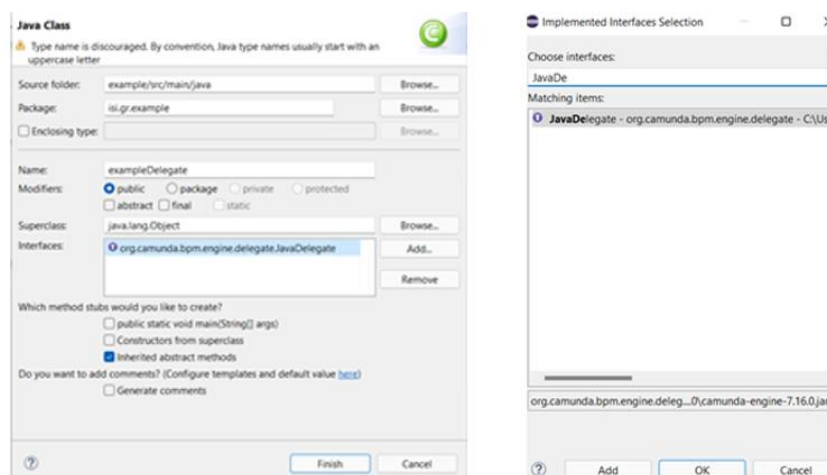 Java Class
Type name is discouraged. By convention, Java type names usually start with an
uppercase letter
Source folder: example/src/main/java Browse...
Package: isi.gr.example Browse...
Enclosing type: Browse...
Name: exampleDelegate
Modifiers: public package private protected
abstract final static
Superclass: java.lang.Object Browse...
Interfaces: org.camunda.bpm.engine.delegate.JavaDelegate Add...
Remove
Which method stubs would you like to create?
public static void main(String[] args)
Constructors from superclass
Inherited abstract methods
Do you want to add comments? (Configure templates and default value here)
Generate comments
Finish Cancel
Implemented Interfaces Selection
Choose interfaces:
JavaDe
Matching items:
JavaDelegate - org.camunda.bpm.engine.delegate - C:\Us
org.camunda.bpm.engine.deleg...0\camunda-engine-7.16.0.jar
Add OK Cancel